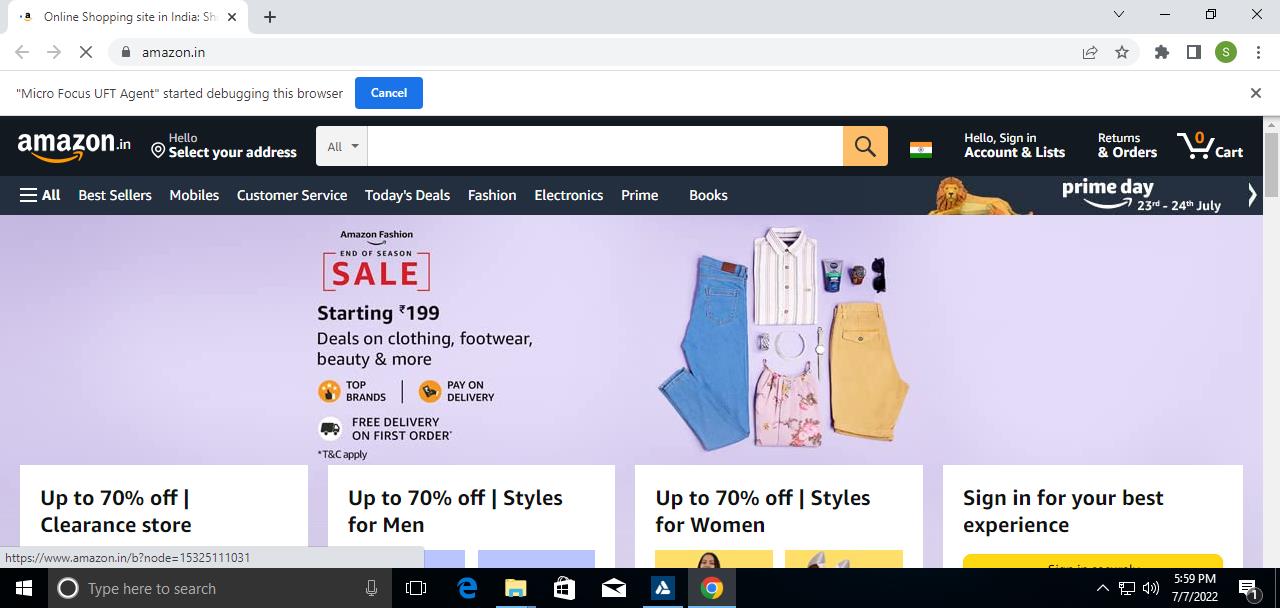 Online Shopping site in India: Sh
amazon.in
S
"Micro Focus UFT Agent" started debugging this browser
Cancel
amazon.in
Hello
Select your address
All
Hello, Sign in
Account & Lists
Returns
& Orders
0
Cart
All
Best Sellers
Mobiles
Customer Service
Today's Deals
Fashion
Electronics
Prime
Books
prime day
23rd - 24th July
Amazon Fashion
END OF SEASON
SALE
Starting ₹199
Deals on clothing, footwear,
beauty & more
TOP
BRANDS
PAY ON
DELIVERY
FREE DELIVERY
ON FIRST ORDER*
*T&C apply
Up to 70% off |
Clearance store
Up to 70% off | Styles
for Men
Up to 70% off | Styles
for Women
Sign in for your best
experience
Sign in securely
https://www.amazon.in/b?node=15325111031
Type here to search
5:59 PM
7/7/2022
1